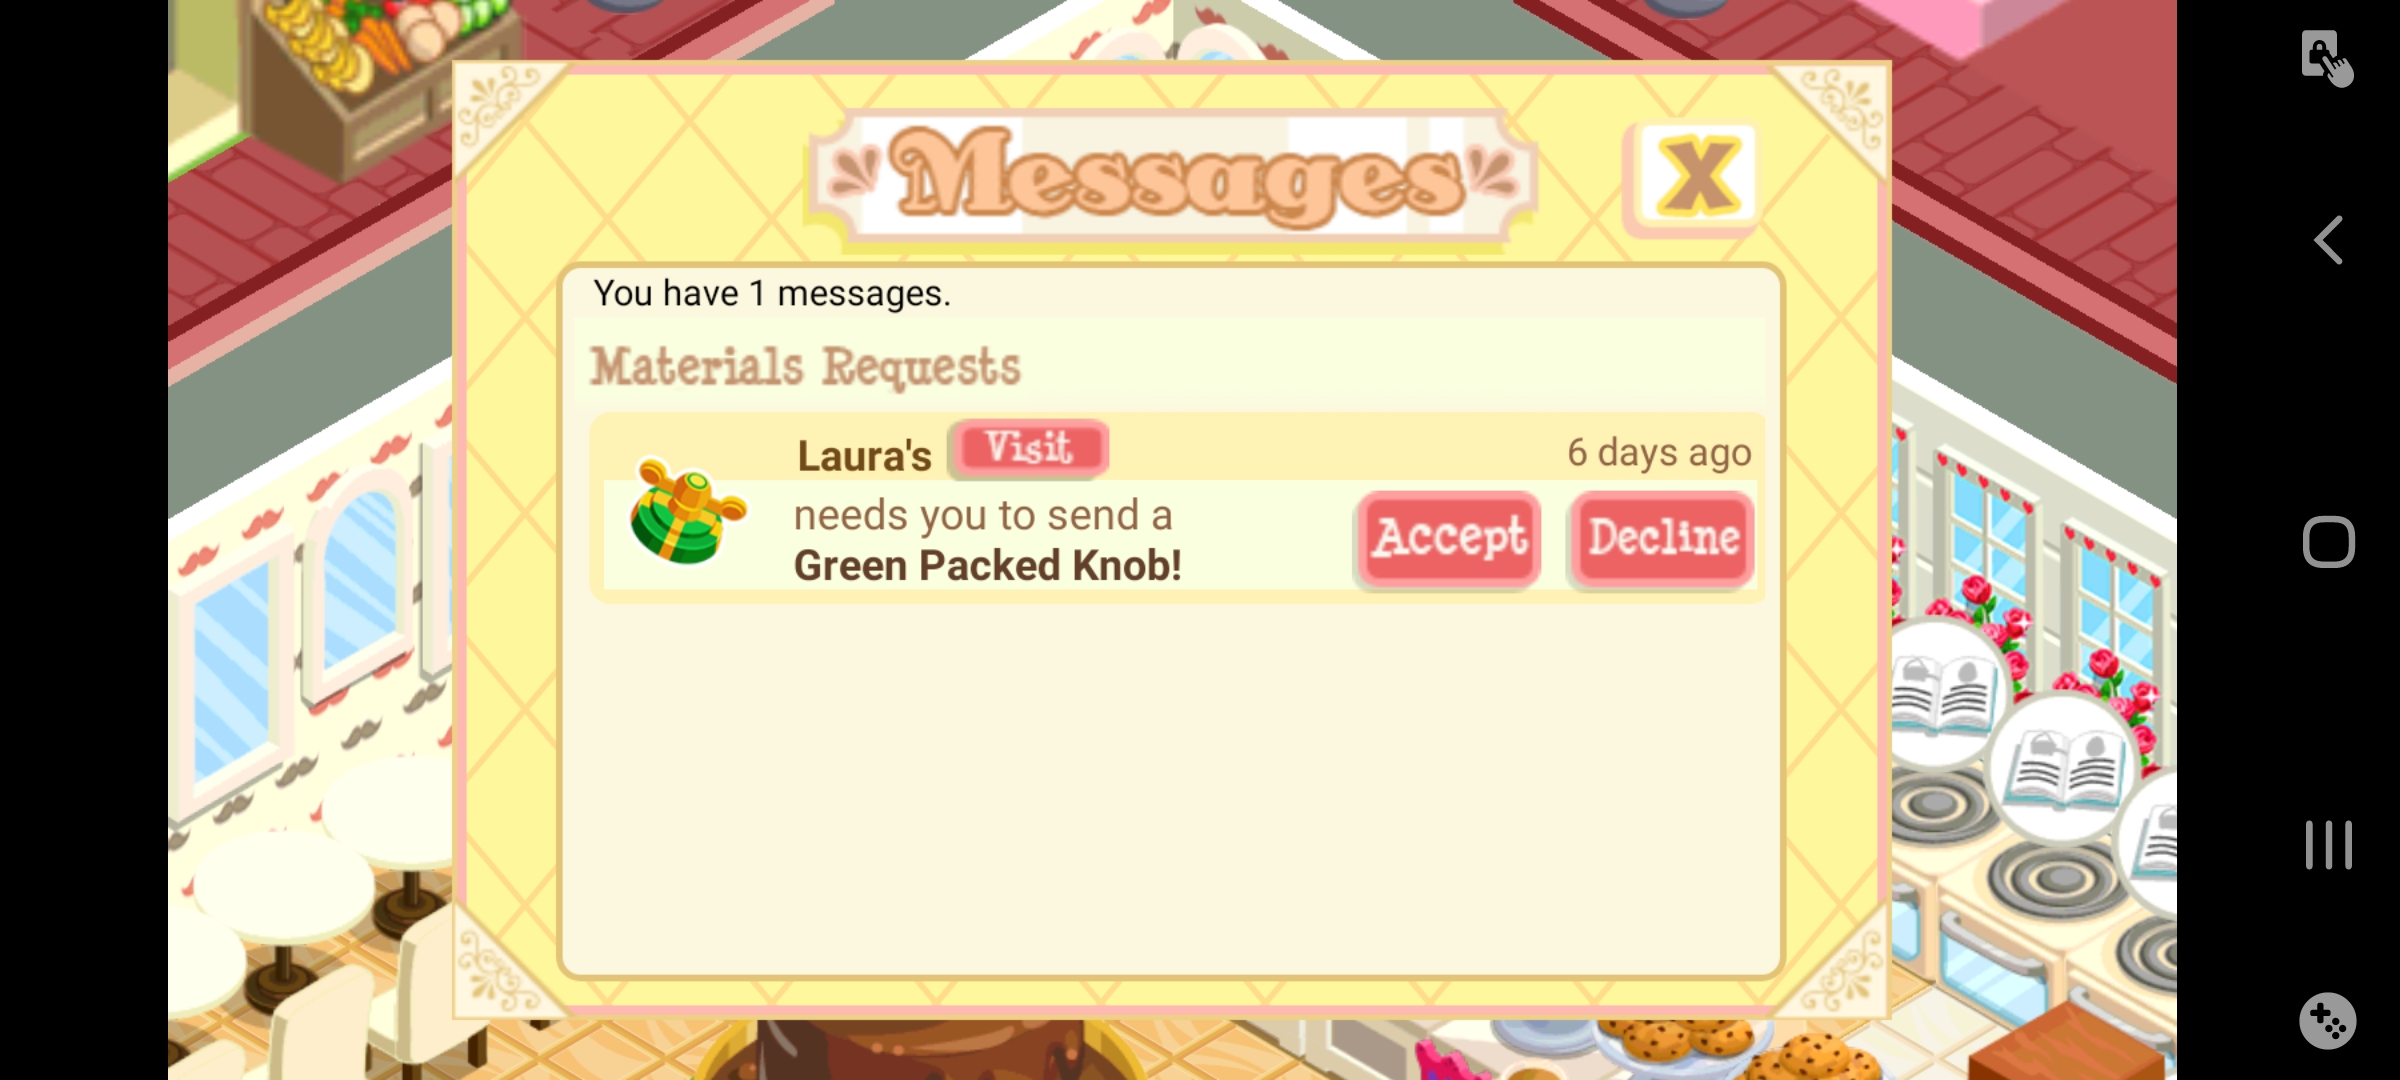 Messages
X
You have 1 messages.
Materials Requests
Laura's Visit 6 days ago
needs you to send a
Green Packed Knob!
Accept Decline